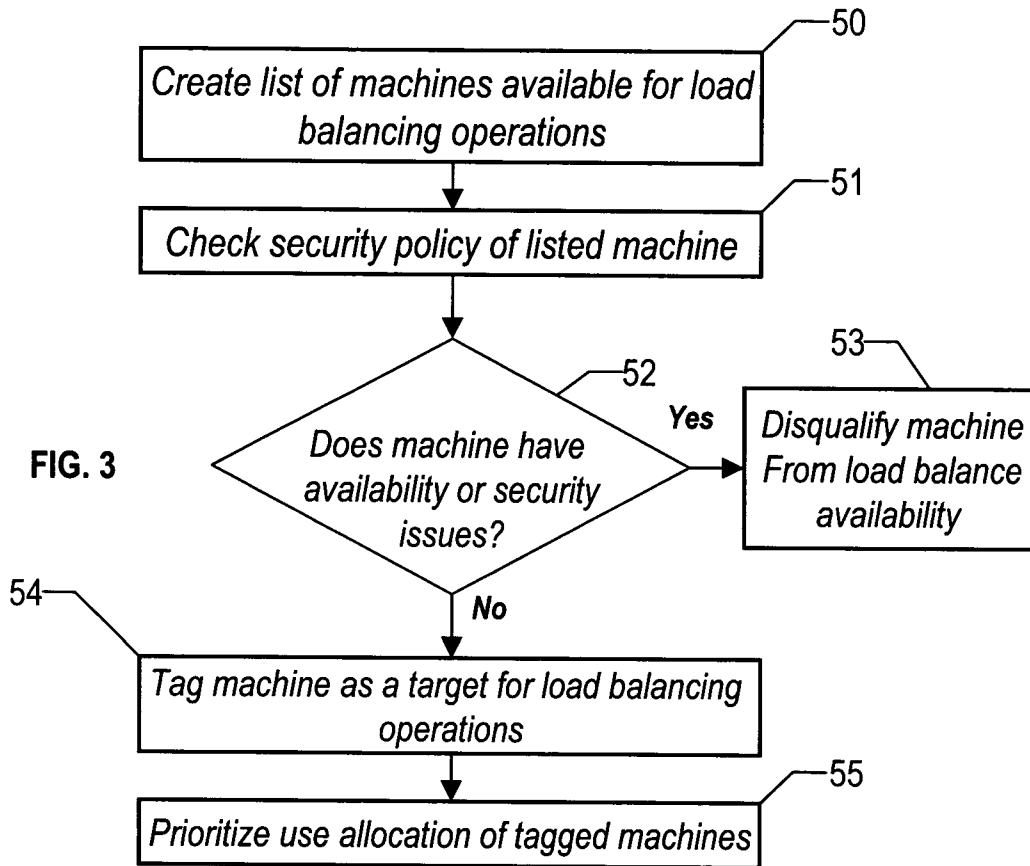 50
Create list of machines available for load
balancing operations
51
Check security policy of listed machine
52
53
Yes
Does machine have
availability or security
issues?
Disqualify machine
From load balance
availability
FIG. 3
54
No
Tag machine as a target for load balancing
operations
55
Prioritize use allocation of tagged machines